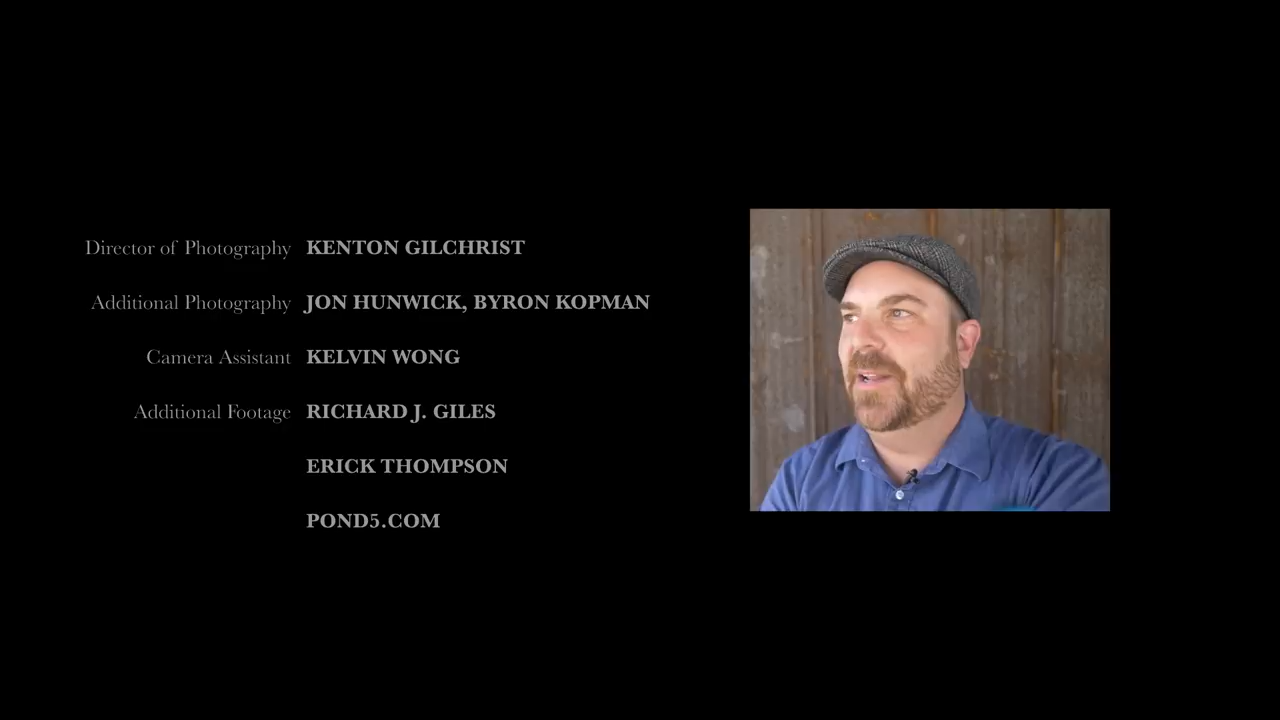 Director of Photography KENTON GILCHRIST
Additional Photography JON HUNWICK, BYRON KOPMAN
Camera Assistant KELVIN WONG
Additional Footage RICHARD J. GILES
ERICK THOMPSON
POND5.COM